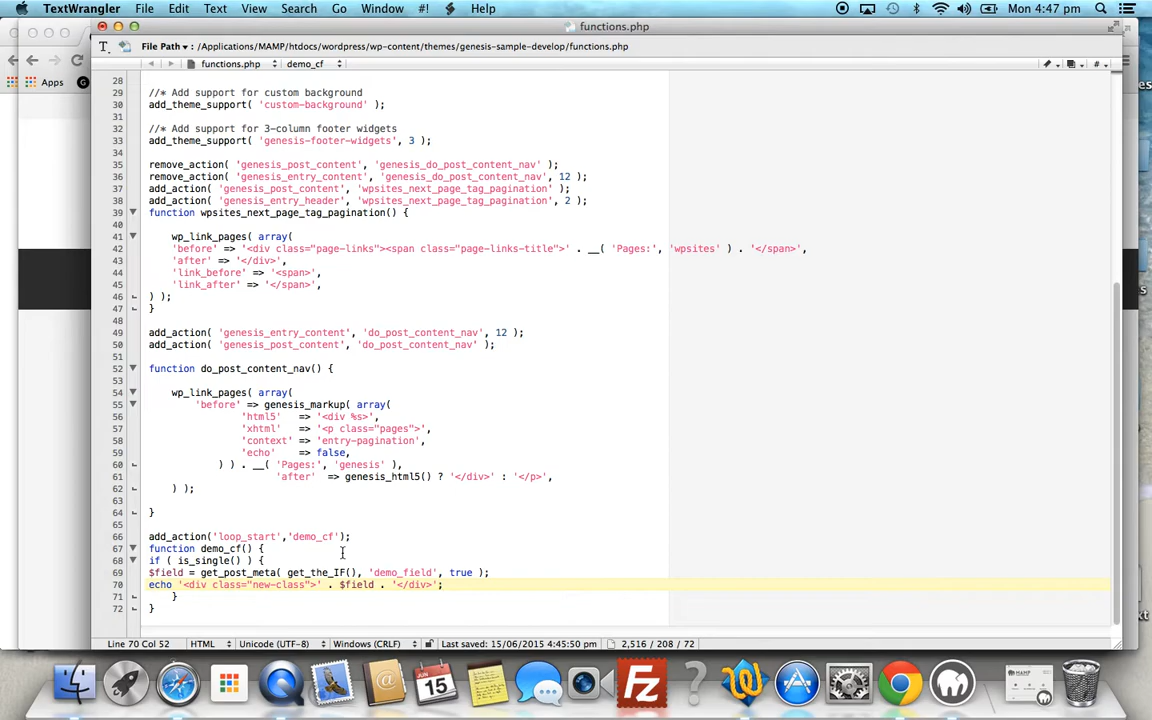 TextWrangler File Edit Text View Search Go Window #! Help Mon 4:47 pm
functions.php
File Path : /Applications/MAMP/htdocs/wordpress/wp-content/themes/genesis-sample-develop/functions.php
functions.php demo_cf
Apps
28
29 //* Add support for custom background
30 add_theme_support( 'custom-background' );
31
32 //* Add support for 3-column footer widgets
33 add_theme_support( 'genesis-footer-widgets', 3 );
34
35 remove_action( 'genesis_post_content', 'genesis_do_post_content_nav' );
36 remove_action( 'genesis_entry_content', 'genesis_do_post_content_nav', 12 );
37 add_action( 'genesis_post_content', 'wpsites_next_page_tag_pagination' );
38 add_action( 'genesis_entry_header', 'wpsites_next_page_tag_pagination', 2 );
39 function wpsites_next_page_tag_pagination() {
40
41 wp_link_pages( array(
42 'before' => '<div class="page-links"><span class="page-links-title">' . __( 'Pages:', 'wpsites' ) . '</span>',
43 'after' => '</div>',
44 'link_before' => '<span>',
45 'link_after' => '</span>',
46 ) );
47 }
48
49 add_action( 'genesis_entry_content', 'do_post_content_nav', 12 );
50 add_action( 'genesis_post_content', 'do_post_content_nav' );
51
52 function do_post_content_nav() {
53
54 wp_link_pages( array(
55 'before' => genesis_markup( array(
56 'html5' => '<div %s>',
57 'xhtml' => '<p class="pages">',
58 'context' => 'entry-pagination',
59 'echo' => false,
60 ) ) . __( 'Pages:', 'genesis' ),
61 'after' => genesis_html5() ? '</div>' : '</p>',
62 ) );
63
64 }
65
66 add_action('loop_start','demo_cf');
67 function demo_cf() {
68 if ( is_single() ) {
69 $field = get_post_meta( get_the_IF(), 'demo_field', true );
70 echo '<div class="new-class">' . $field . '</div>';
71 }
72 }
Line 70 Col 52 HTML Unicode (UTF-8) Windows (CRLF) Last saved: 15/06/2015 4:45:50 pm 2,516 / 208 / 72
JUN
15
Fz
MAMP